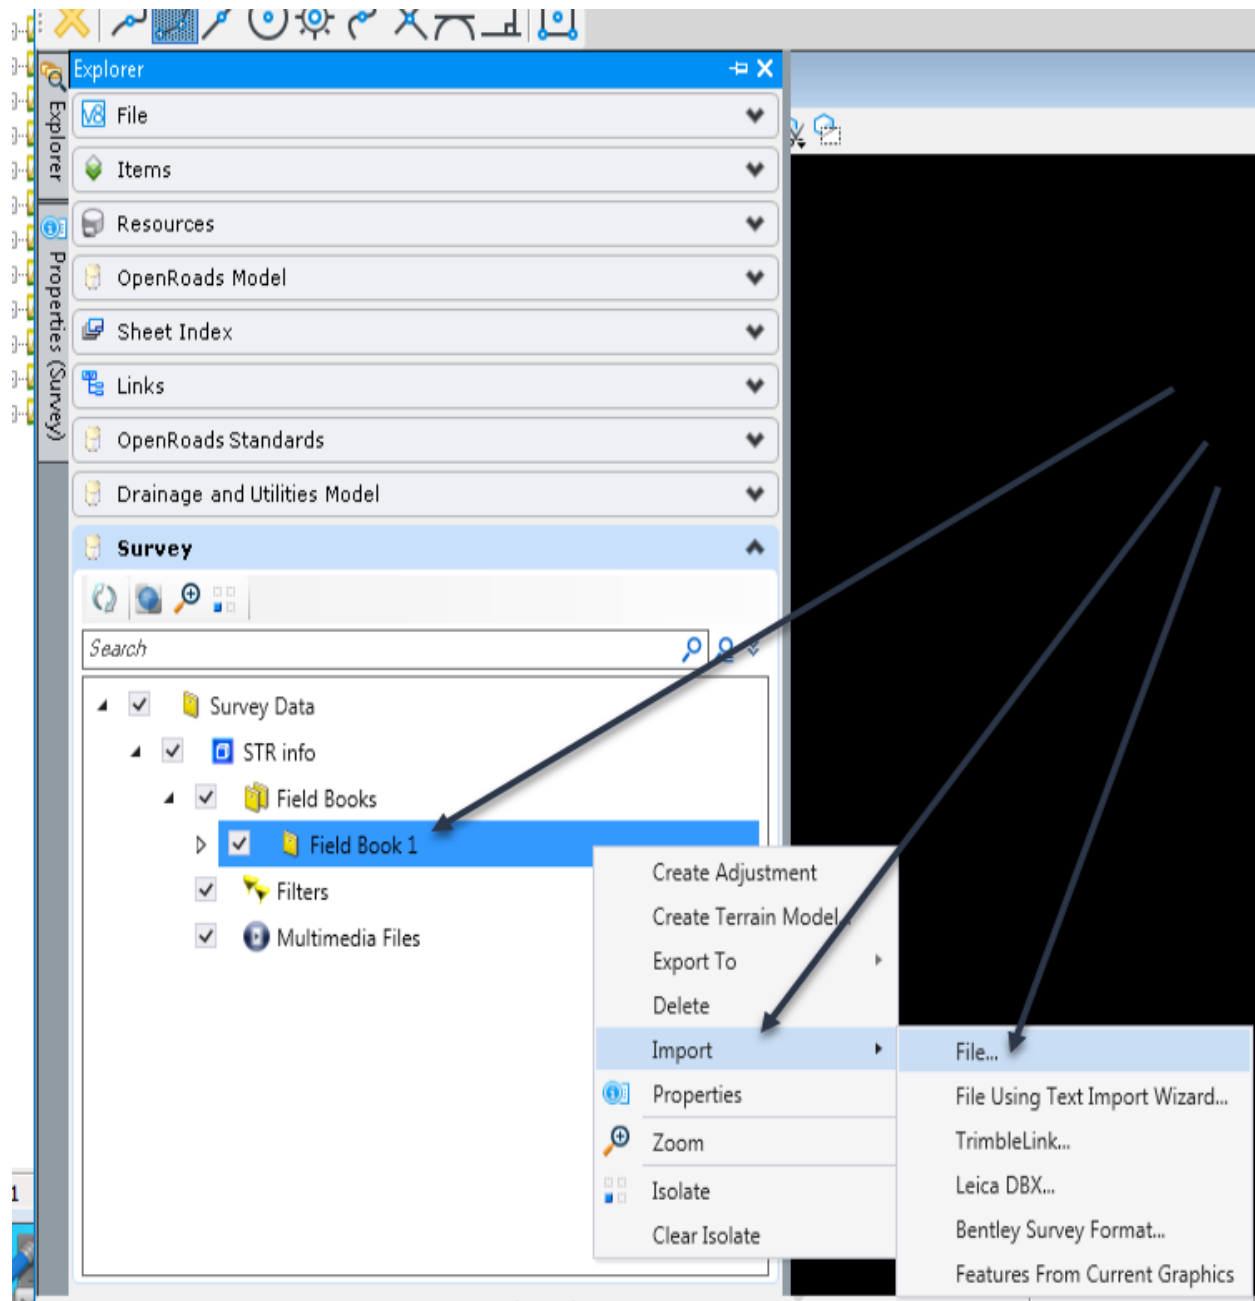 Explorer
Explorer
Properties (Survey)
File
Items
Resources
OpenRoads Model
Sheet Index
Links
OpenRoads Standards
Drainage and Utilities Model
Survey
Search
Survey Data
STR info
Field Books
Field Book 1
Filters
Multimedia Files
Create Adjustment
Create Terrain Model
Export To
Delete
Import
Properties
Zoom
Isolate
Clear Isolate
File...
File Using Text Import Wizard...
TrimbleLink...
Leica DBX...
Bentley Survey Format...
Features From Current Graphics
1